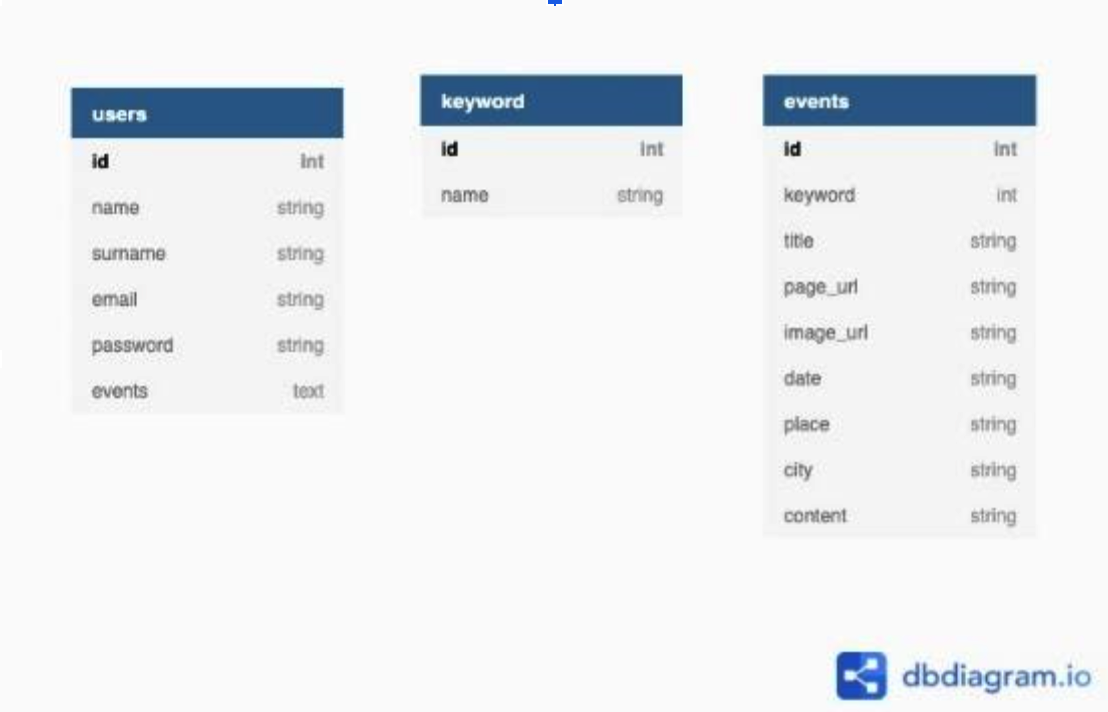 users
id int
name string
surname string
email string
password string
events text
keyword
id int
name string
events
id int
keyword int
title string
page_url string
image_url string
date string
place string
city string
content string
dbdiagram.io